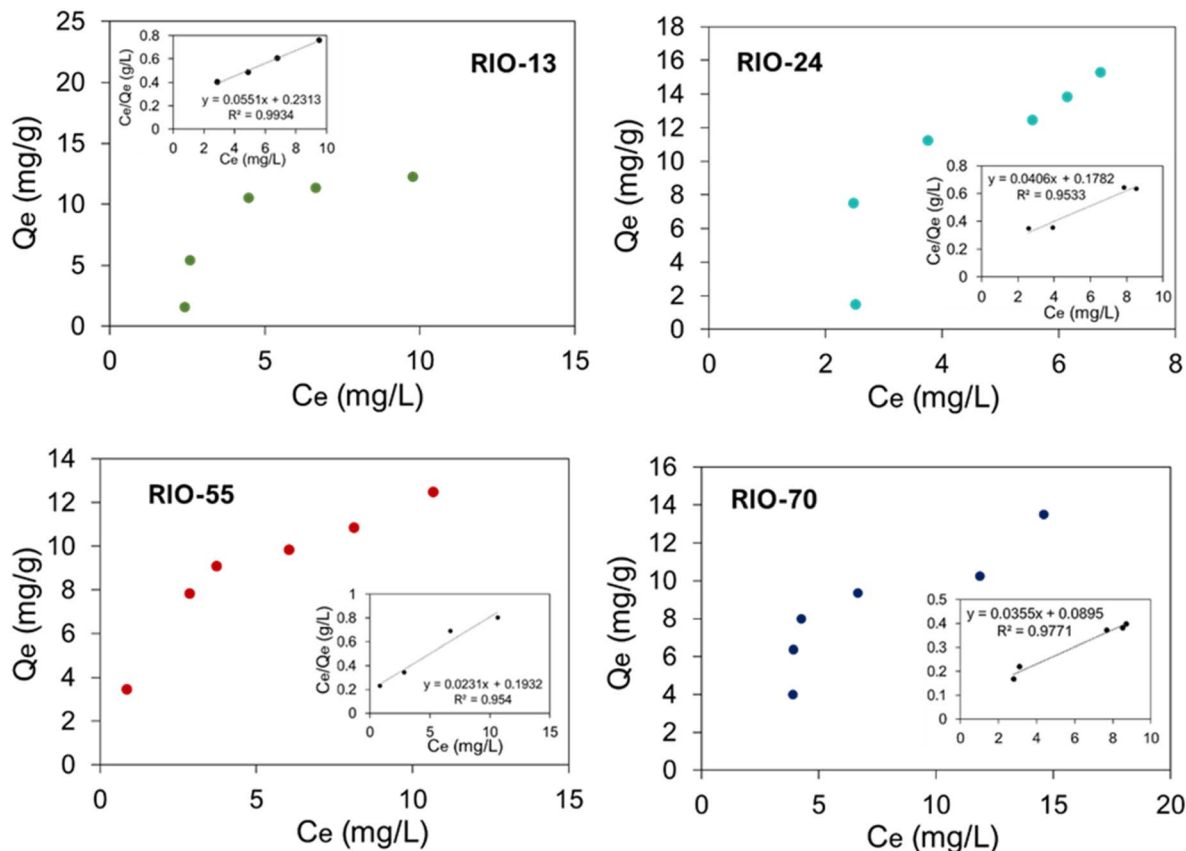 RIO-13
Qe (mg/g)
25
20
15
10
5
0
0 5 10 15
Ce (mg/L)
Ce/Qe (g/L)
0.8
0.6
0.4
0.2
0
y = 0.0551x + 0.2313
R² = 0.9934
0 2 4 6 8 10
Ce (mg/L)
RIO-24
Qe (mg/g)
18
16
14
12
10
8
6
4
2
0
0 2 4 6 8
Ce (mg/L)
Ce/Qe (g/L)
0.8
0.6
0.4
0.2
0
y = 0.0406x + 0.1782
R² = 0.9533
0 2 4 6 8 10
Ce (mg/L)
RIO-55
Qe (mg/g)
14
12
10
8
6
4
2
0
0 5 10 15
Ce (mg/L)
Ce/Qe (g/L)
1
0.8
0.6
0.4
0.2
0
y = 0.0231x + 0.1932
R² = 0.954
0 5 10 15
Ce (mg/L)
RIO-70
Qe (mg/g)
16
14
12
10
8
6
4
2
0
0 5 10 15 20
Ce (mg/L)
0.5
0.4
0.3
0.2
0.1
0
y = 0.0355x + 0.0895
R² = 0.9771
0 2 4 6 8 10